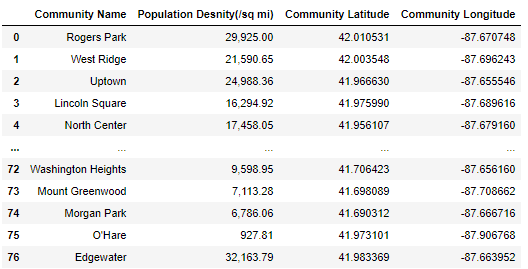 Community Name Population Desnity(/sq mi) Community Latitude Community Longitude
0 Rogers Park 29,925.00 42.010531 -87.670748
1 West Ridge 21,590.65 42.003548 -87.696243
2 Uptown 24,988.36 41.966630 -87.655546
3 Lincoln Square 16,294.92 41.975990 -87.689616
4 North Center 17,458.05 41.956107 -87.679160
... ... ... ... ...
72 Washington Heights 9,598.95 41.706423 -87.656160
73 Mount Greenwood 7,113.28 41.698089 -87.708662
74 Morgan Park 6,786.06 41.690312 -87.666716
75 O'Hare 927.81 41.973101 -87.906768
76 Edgewater 32,163.79 41.983369 -87.663952